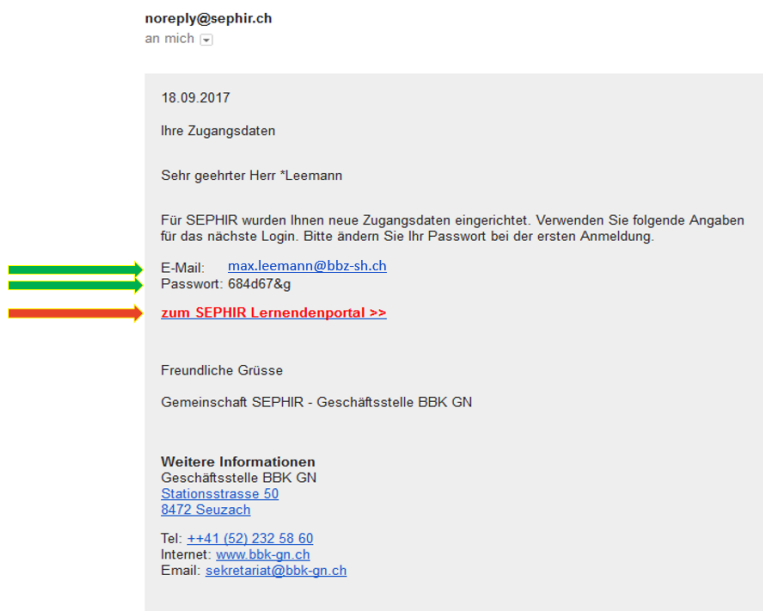 noreply@sephir.ch
an mich
18.09.2017
Ihre Zugangsdaten
Sehr geehrter Herr *Leemann
Für SEPHIR wurden Ihnen neue Zugangsdaten eingerichtet. Verwenden Sie folgende Angaben
für das nächste Login. Bitte ändern Sie Ihr Passwort bei der ersten Anmeldung.
E-Mail: max.leemann@bbz-sh.ch
Passwort: 684d67&g
zum SEPHIR Lernendenportal >>
Freundliche Grüsse
Gemeinschaft SEPHIR - Geschäftsstelle BBK GN
Weitere Informationen
Geschäftsstelle BBK GN
Stationsstrasse 50
8472 Seuzach
Tel: ++41 (52) 232 58 60
Internet: www.bbk-gn.ch
Email: sekretariat@bbk-gn.ch